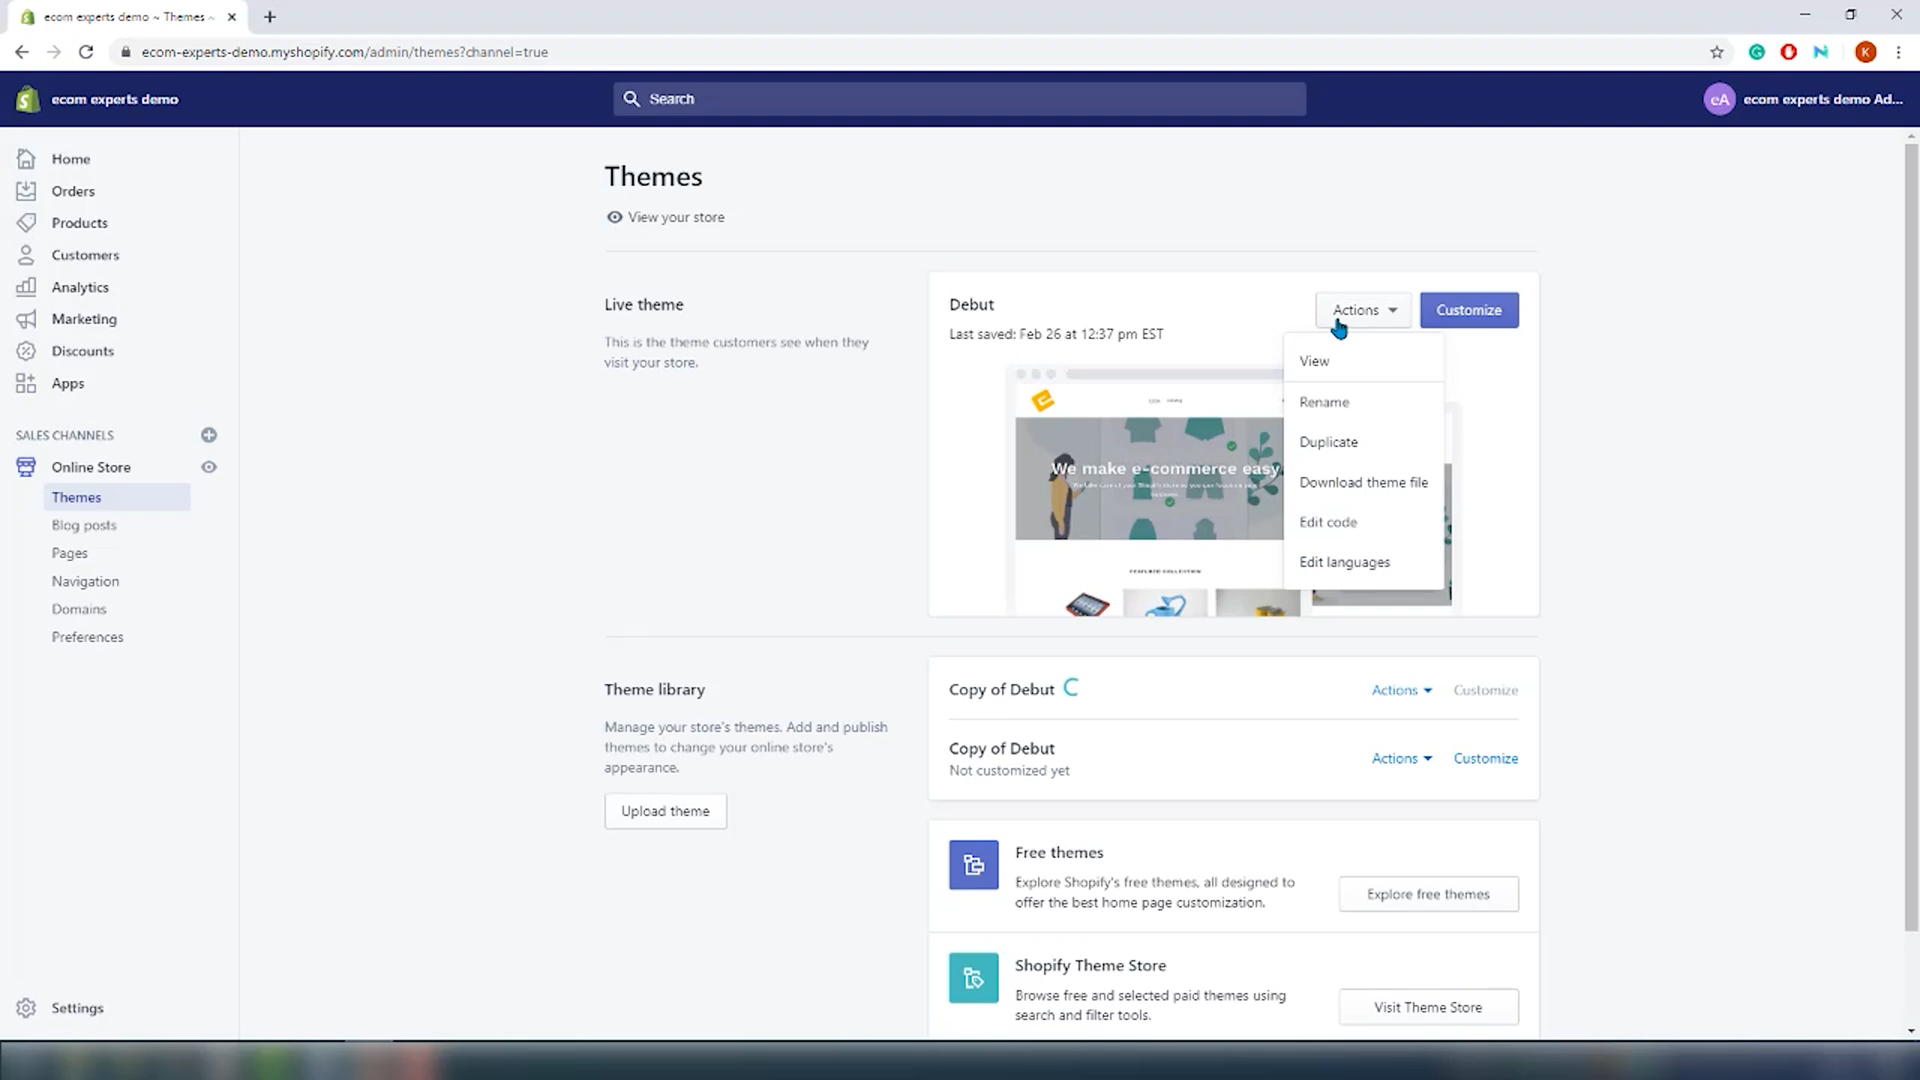 ecom experts demo ~ Themes ~
ecom-experts-demo.myshopify.com/admin/themes?channel=true
K
ecom experts demo
Search
eA
ecom experts demo Ad...
Home
Orders
Products
Customers
Analytics
Marketing
Discounts
Apps
SALES CHANNELS
Online Store
Themes
Blog posts
Pages
Navigation
Domains
Preferences
Settings
Themes
View your store
Live theme
This is the theme customers see when they
visit your store.
Debut
Last saved: Feb 26 at 12:37 pm EST
Actions
Customize
View
Rename
Duplicate
Download theme file
Edit code
Edit languages
We make e-commerce easy
FEATURED COLLECTION
Theme library
Manage your store's themes. Add and publish
themes to change your online store's
appearance.
Upload theme
Copy of Debut
Actions
Customize
Copy of Debut
Not customized yet
Actions
Customize
Free themes
Explore Shopify's free themes, all designed to
offer the best home page customization.
Explore free themes
Shopify Theme Store
Browse free and selected paid themes using
search and filter tools.
Visit Theme Store